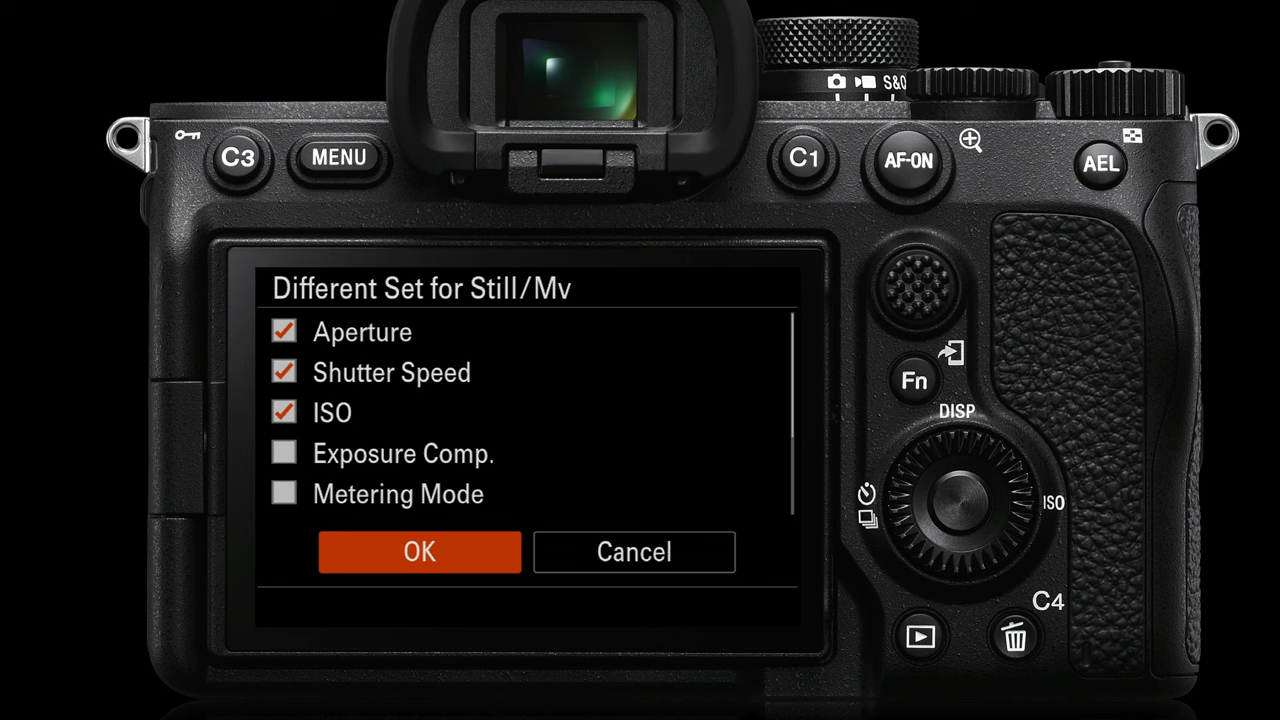 S&Q
C3
MENU
C1
AF-ON
AEL
Different Set for Still/Mv
Aperture
Shutter Speed
ISO
Exposure Comp.
Metering Mode
OK
Cancel
Fn
DISP
ISO
C4